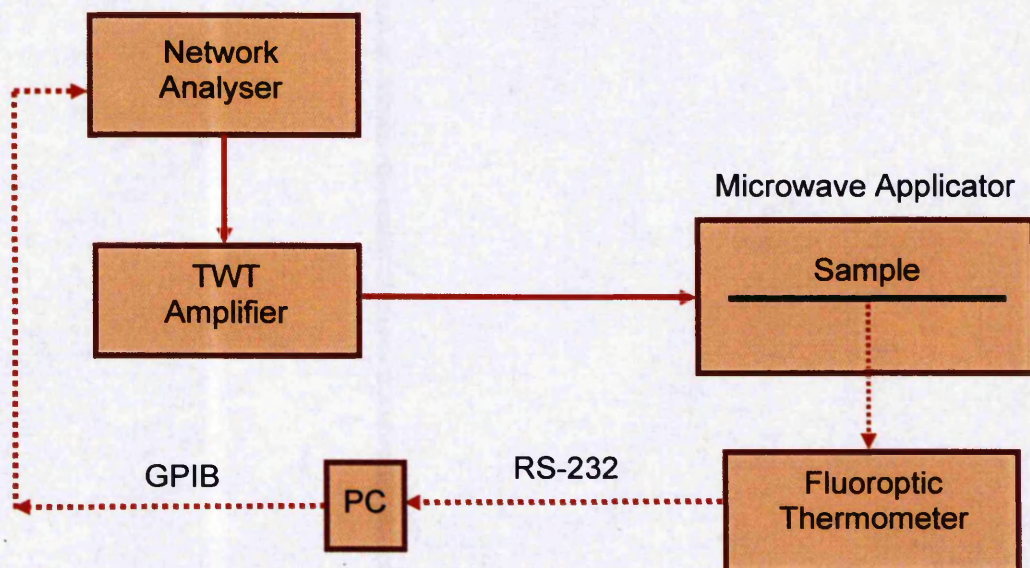 Network
Analyser
Microwave Applicator
TWT
Amplifier
Sample
GPIB
PC
RS-232
Fluoroptic
Thermometer